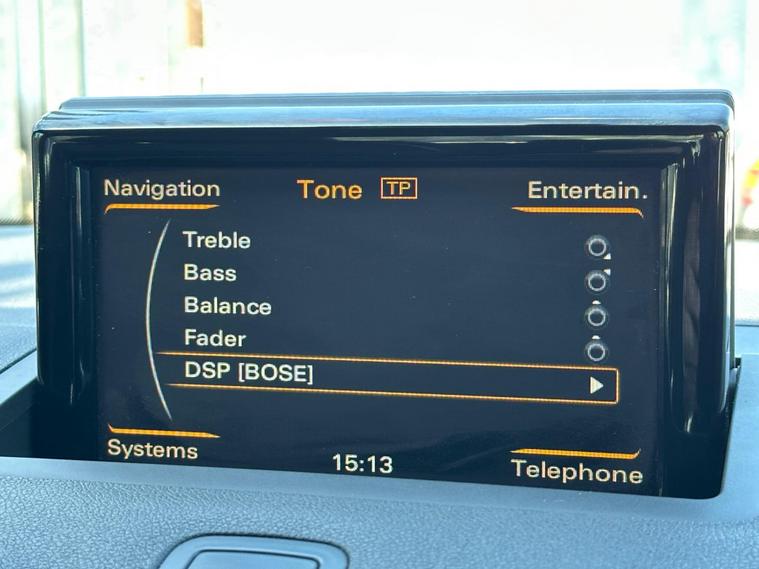 Navigation
Tone TP
Entertain.
Treble
Bass
Balance
Fader
DSP [BOSE]
Systems
15:13
Telephone